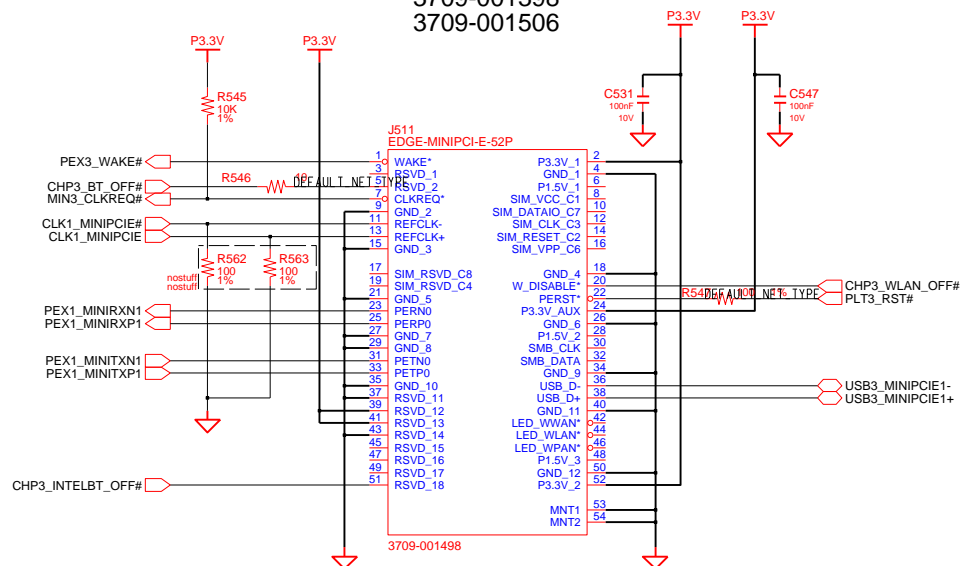 3709-001598
3709-001506
P3.3V
P3.3V
P3.3V
P3.3V
R545
10K
1%
C531
100nF
10V
C547
100nF
10V
J511
EDGE-MINIPCI-E-52P
PEX3_WAKE#
CHP3_BT_OFF#
MIN3_CLKREQ#
CLK1_MINIPCIE#
CLK1_MINIPCIE
R546
DEFAULT_NET_TYPE
nostuff
nostuff
R562
100
1%
R563
100
1%
PEX1_MINIRXN1
PEX1_MINIRXP1
PEX1_MINITXN1
PEX1_MINITXP1
CHP3_INTELBT_OFF#
1 WAKE*
3 RSVD_1
5 RSVD_2
7 CLKREQ*
9 GND_2
11 REFCLK-
13 REFCLK+
15 GND_3
17 SIM_RSVD_C8
19 SIM_RSVD_C4
21 GND_5
23 PERN0
25 PERP0
27 GND_7
29 GND_8
31 PETN0
33 PETP0
35 GND_10
37 RSVD_11
39 RSVD_12
41 RSVD_13
43 RSVD_14
45 RSVD_15
47 RSVD_16
49 RSVD_17
51 RSVD_18
P3.3V_1 2
GND_1 4
P1.5V_1 6
SIM_VCC_C1 8
SIM_DATAIO_C7 10
SIM_CLK_C3 12
SIM_RESET_C2 14
SIM_VPP_C6 16
GND_4 18
W_DISABLE* 20
PERST* 22
P3.3V_AUX 24
GND_6 26
P1.5V_2 28
SMB_CLK 30
SMB_DATA 32
GND_9 34
USB_D- 36
USB_D+ 38
GND_11 40
LED_WWAN* 42
LED_WLAN* 44
LED_WPAN* 46
P1.5V_3 48
GND_12 50
P3.3V_2 52
MNT1 53
MNT2 54
DEFAULT_NET_TYPE
CHP3_WLAN_OFF#
PLT3_RST#
USB3_MINIPCIE1-
USB3_MINIPCIE1+
3709-001498